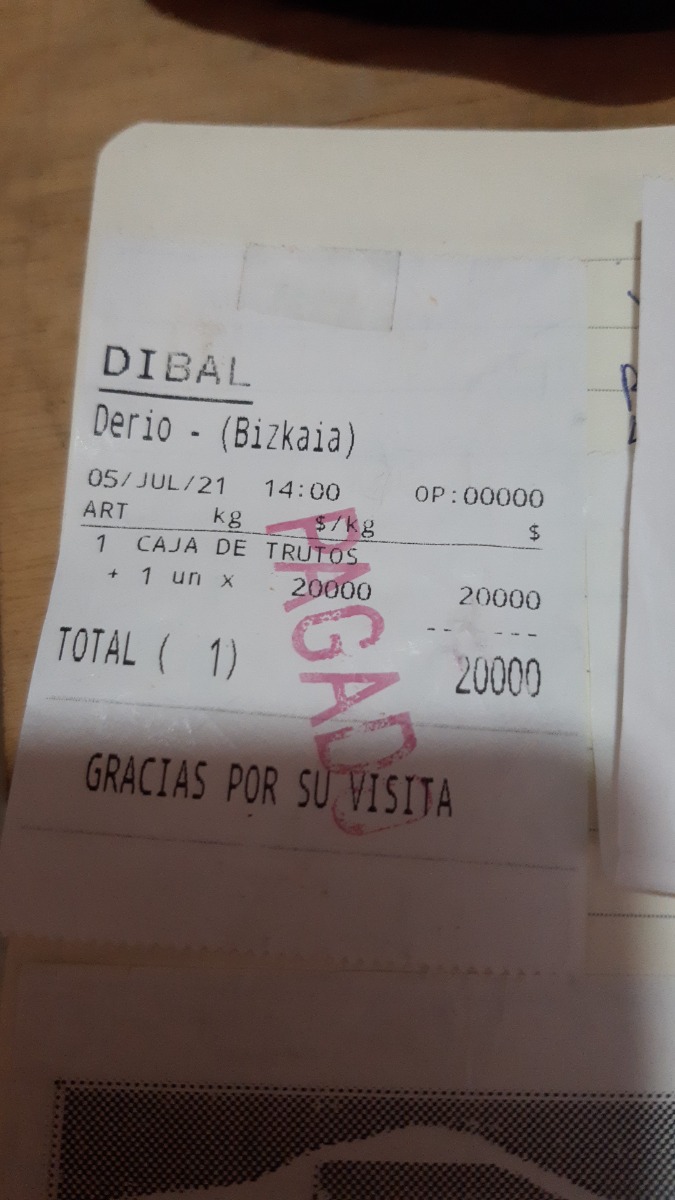 DIBAL
Derio - (Bizkaia)
05/JUL/21 14:00 OP:00000
ART kg $/kg $
1 CAJA DE TRUTOS
+ 1 un x 20000 20000
-- ---
TOTAL ( 1) 20000
PAGADO
GRACIAS POR SU VISITA